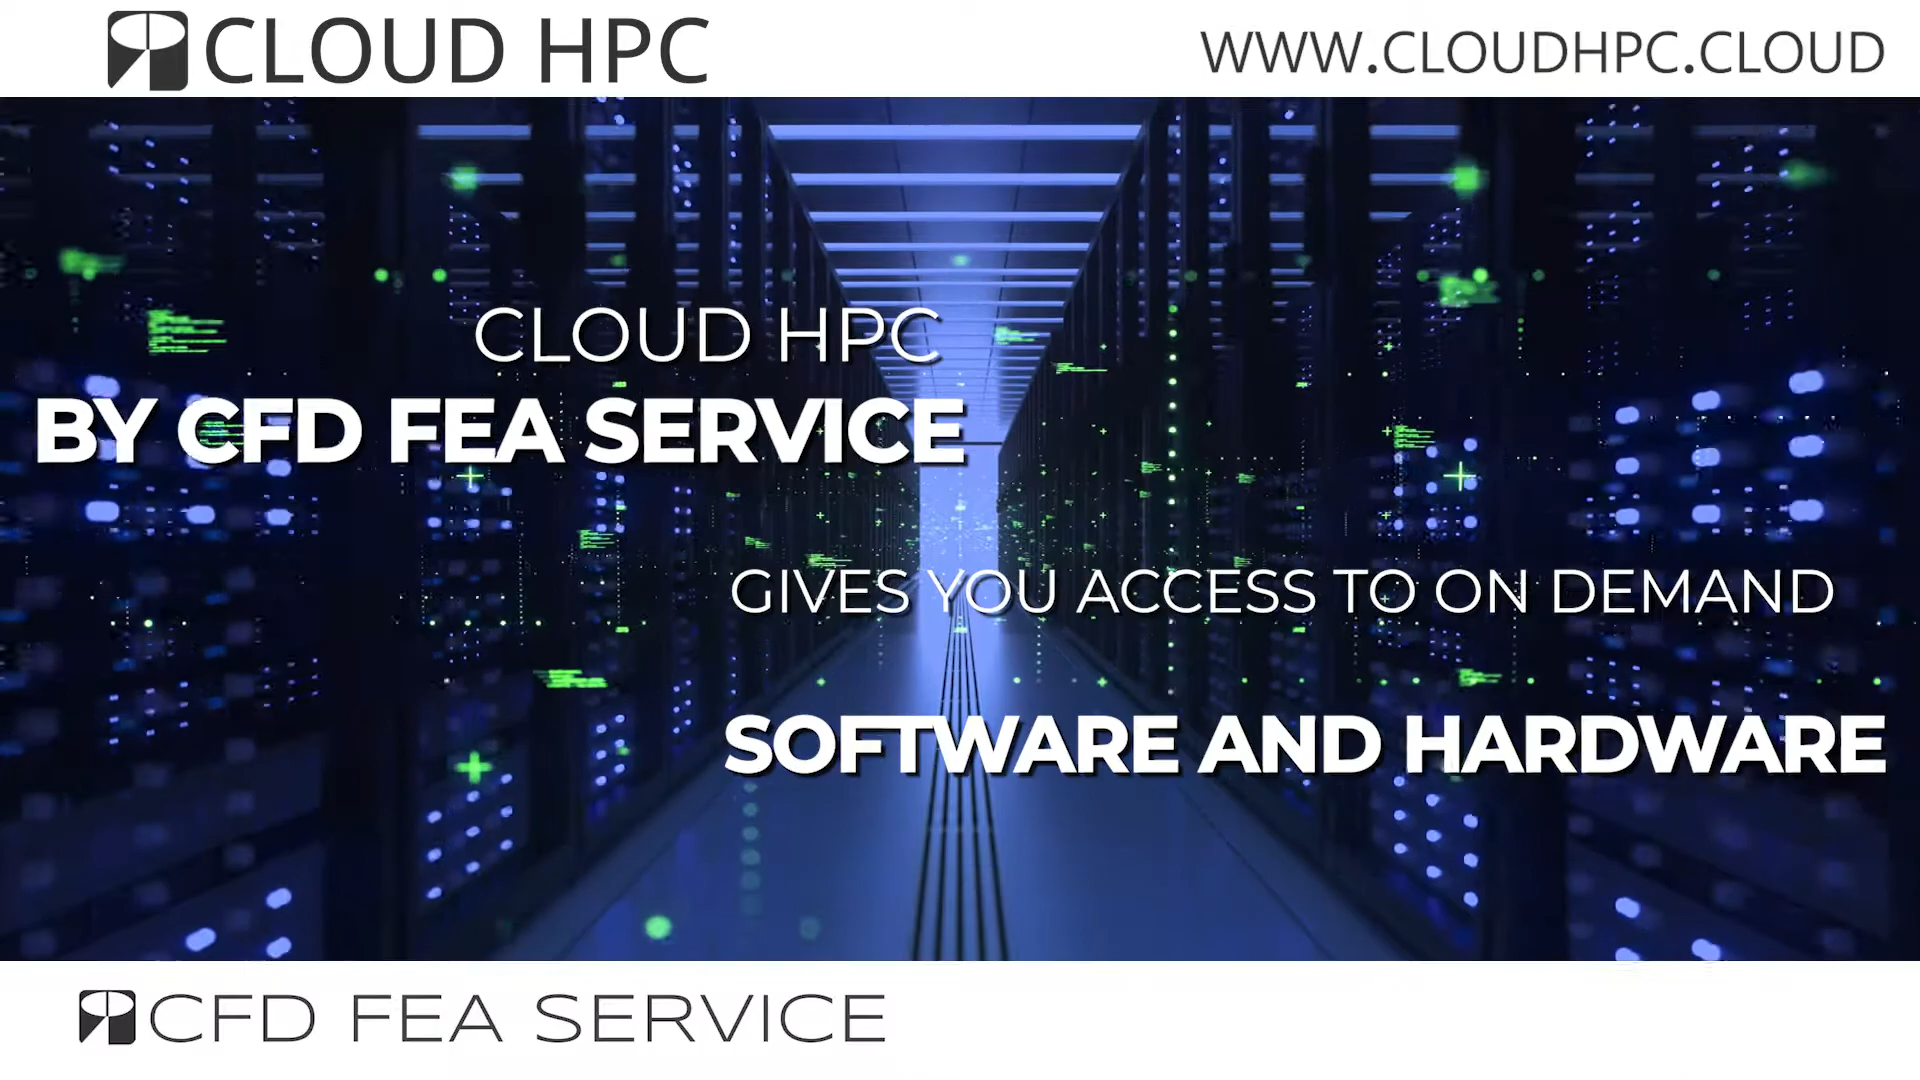 CLOUD HPC
WWW.CLOUDHPC.CLOUD
CLOUD HPC
BY CFD FEA SERVICE
GIVES YOU ACCESS TO ON DEMAND
SOFTWARE AND HARDWARE
CFD FEA SERVICE